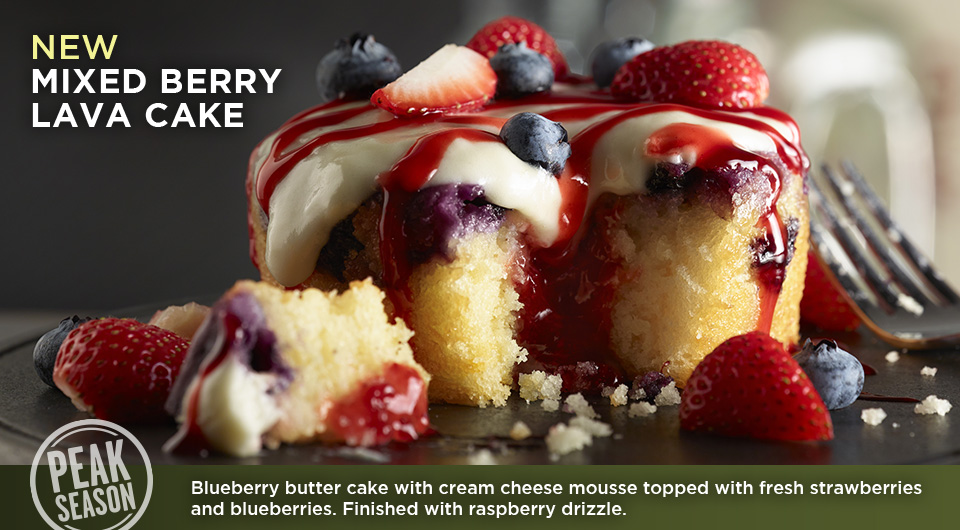 NEW
MIXED BERRY
LAVA CAKE
PEAK
SEASON
Blueberry butter cake with cream cheese mousse topped with fresh strawberries
and blueberries. Finished with raspberry drizzle.